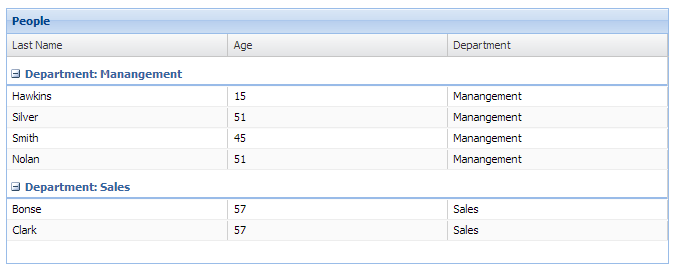 People
Last Name Age Department
Department: Manangement
Hawkins 15 Manangement
Silver 51 Manangement
Smith 45 Manangement
Nolan 51 Manangement
Department: Sales
Bonse 57 Sales
Clark 57 Sales